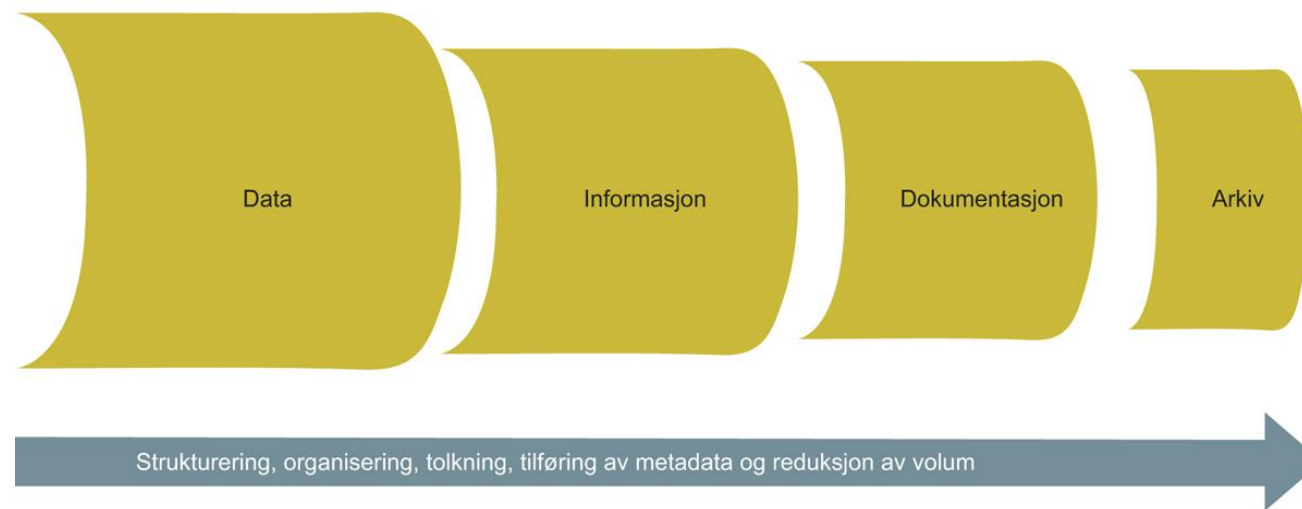 Data
Informasjon
Dokumentasjon
Arkiv
Strukturering, organisering, tolkning, tilføring av metadata og reduksjon av volum